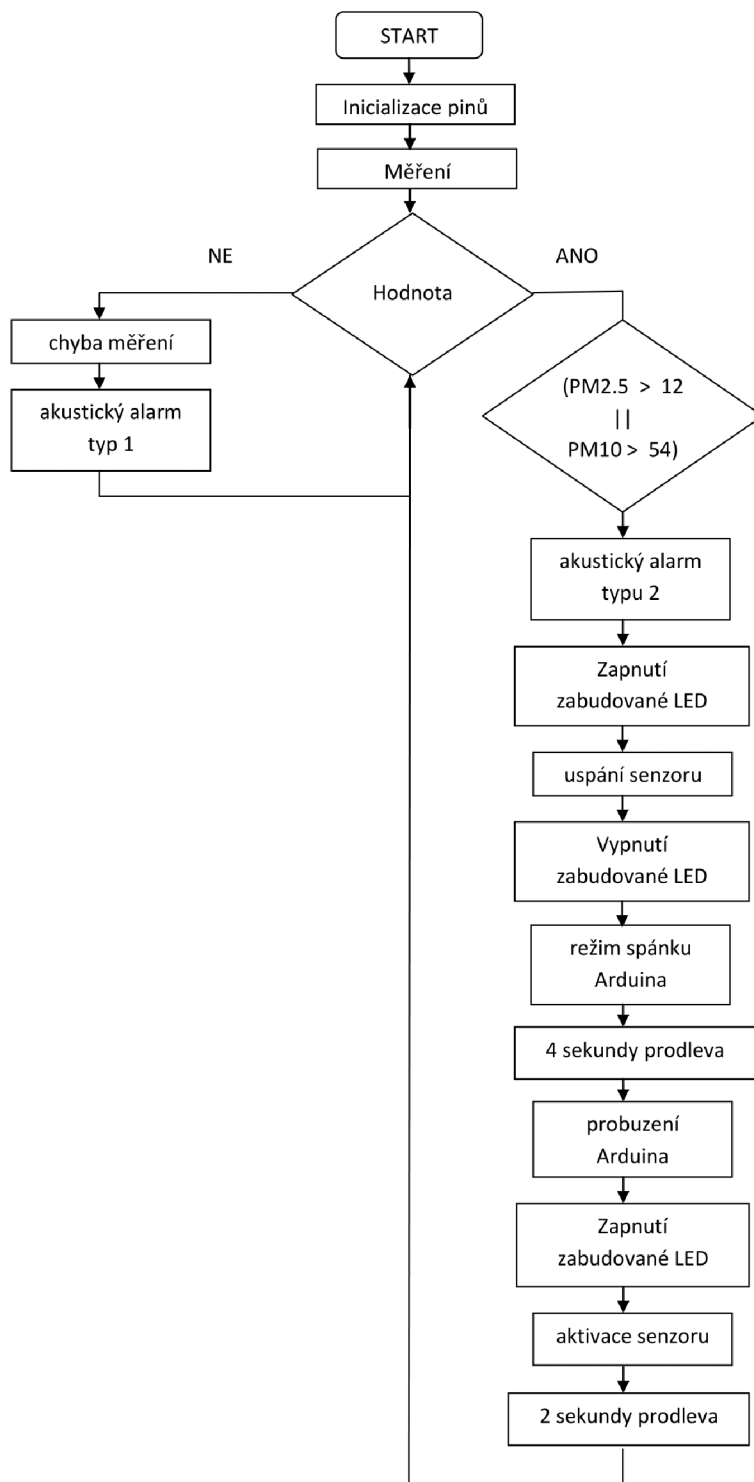 START
Inicializace pinů
Měření
NE
ANO
Hodnota
chyba měření
akustický alarm
typ 1
(PM2.5 > 12
||
PM10 > 54)
akustický alarm
typu 2
Zapnutí
zabudované LED
uspání senzoru
Vypnutí
zabudované LED
režim spánku
Arduina
4 sekundy prodleva
probuzení
Arduina
Zapnutí
zabudované LED
aktivace senzoru
2 sekundy prodleva